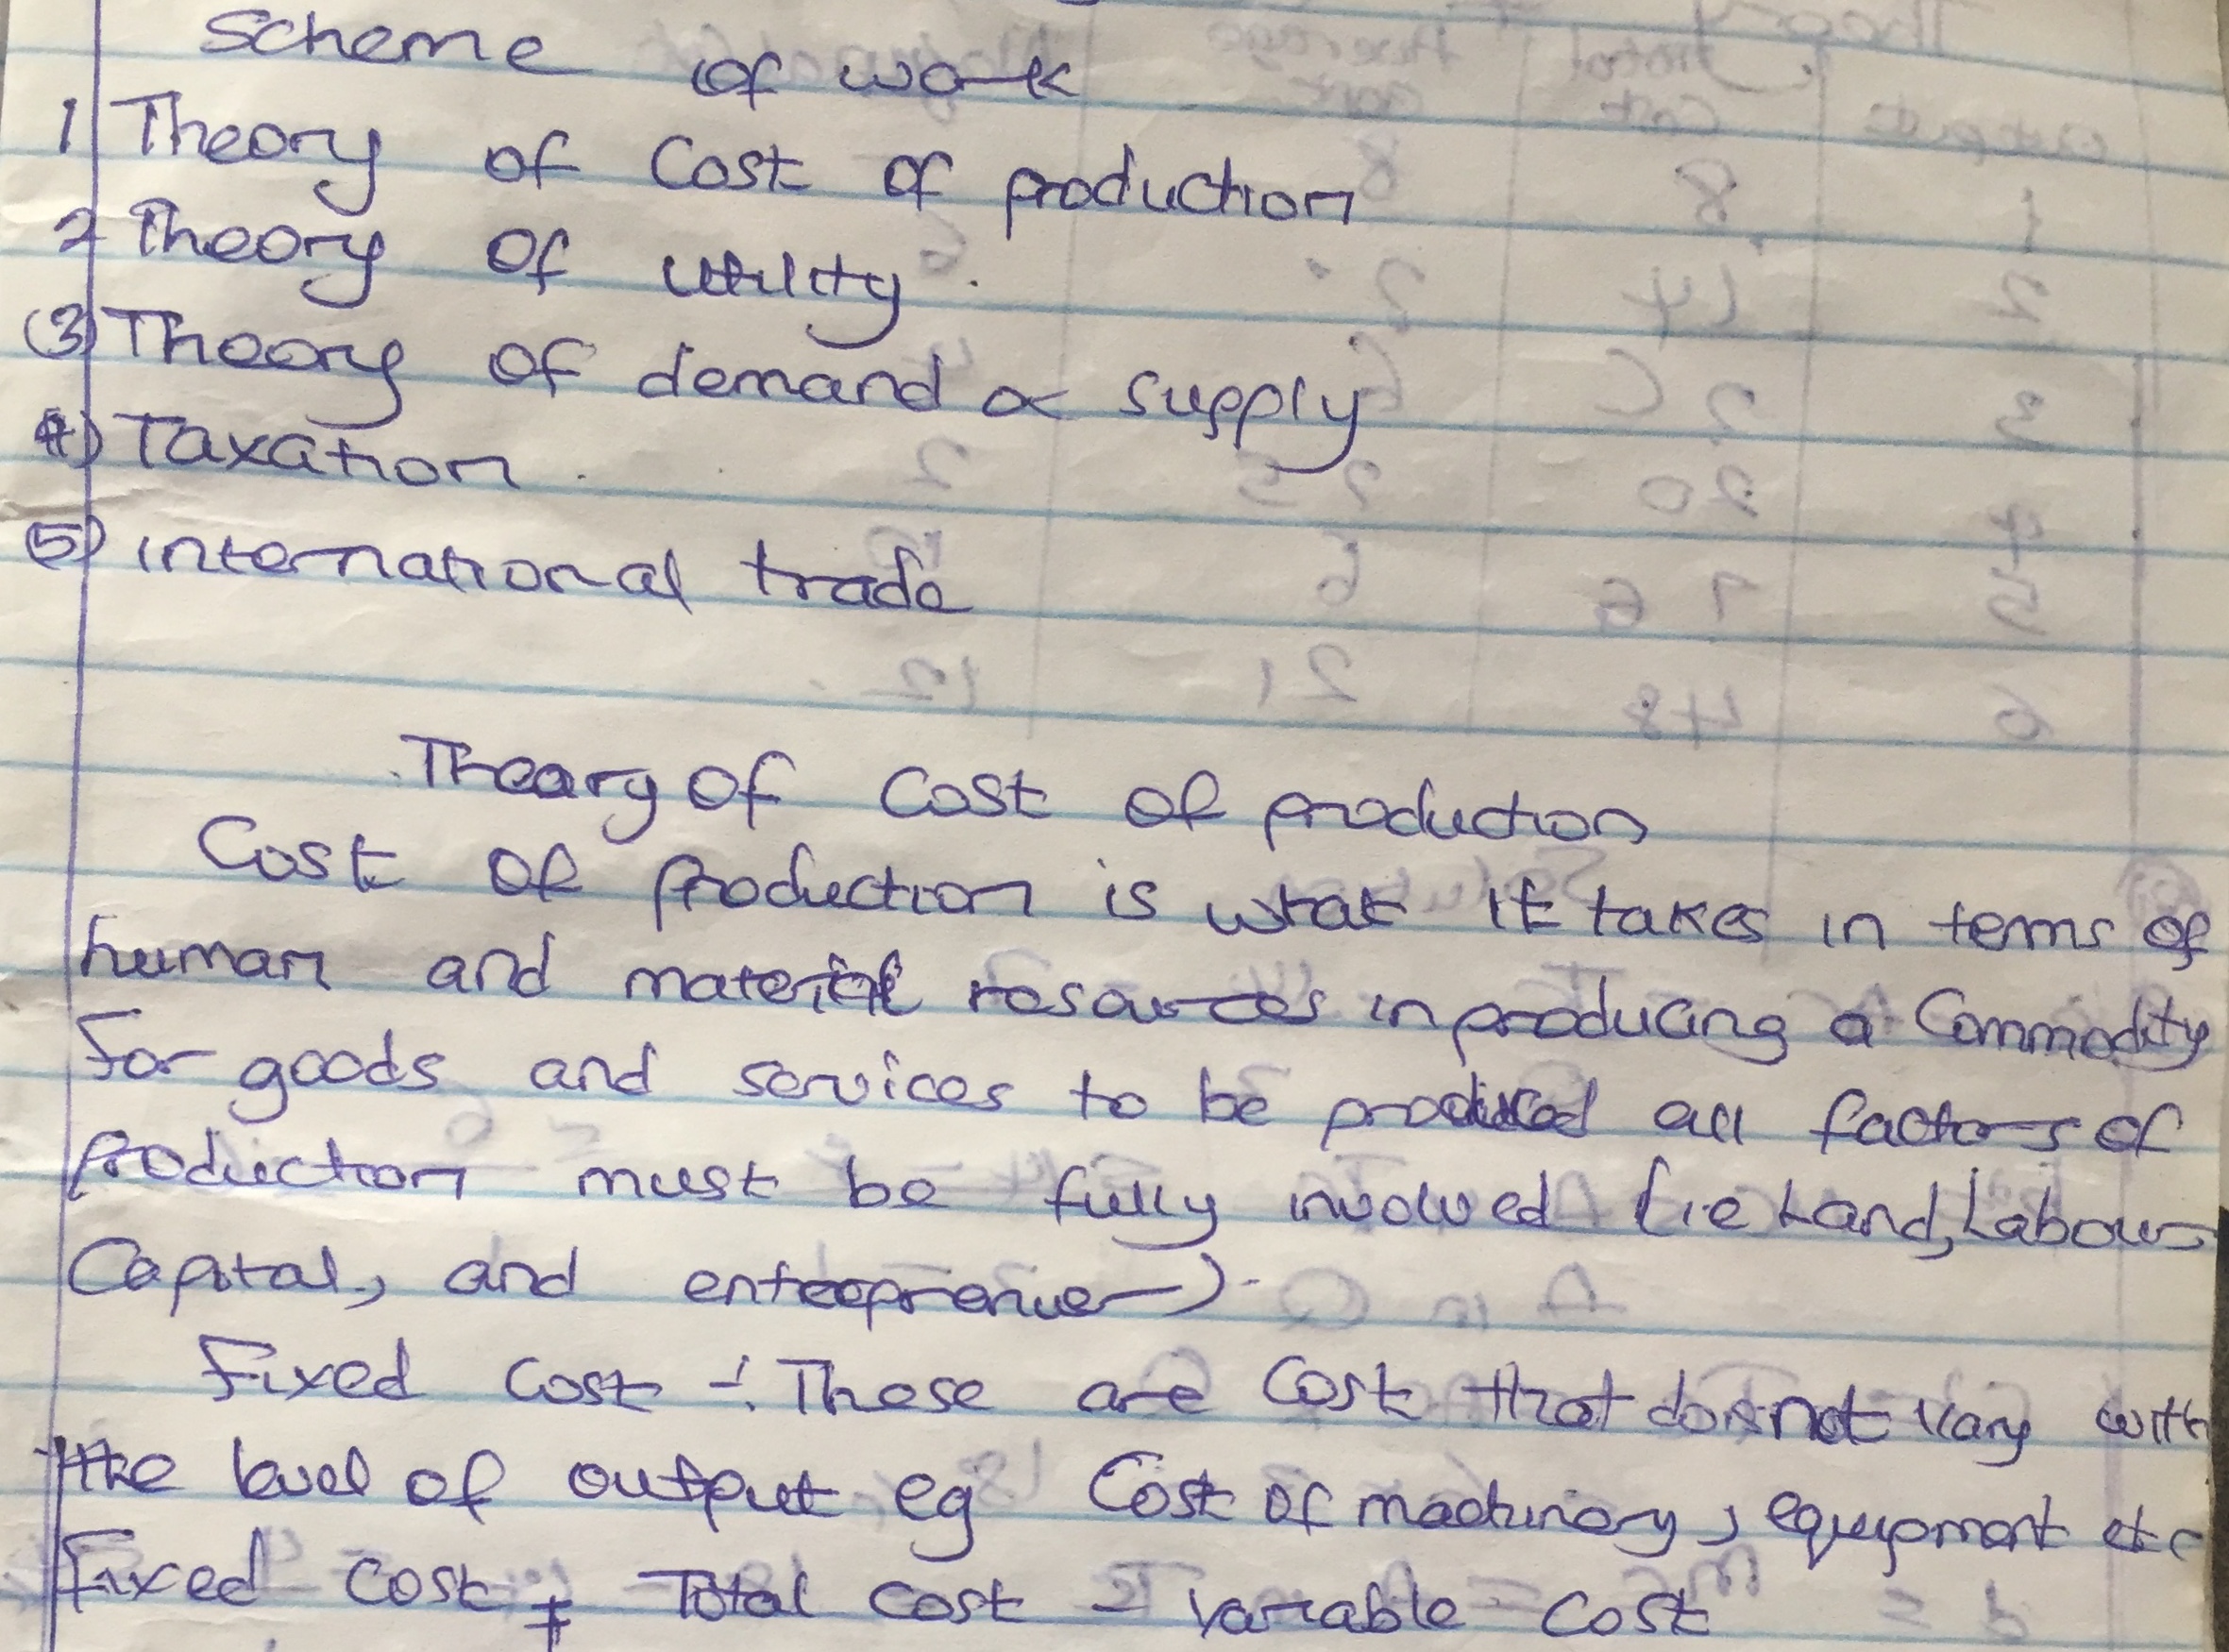 Scheme of work
1 Theory of Cost of production
2 Theory of utility.
(3) Theory of demand & supply
4) Taxation.
(5) international trade
Theory of Cost of production
Cost of production is what it takes in terms of
human and material resources in producing a Commodity
For goods and services to be produced all factors of
production must be fully involved (ie Land, Labour
Capital, and enterprenuer).
Fixed cost -: These are cost that does not vary with
the level of output eg Cost of machinery, equipment etc
Fixed cost = Total cost - Variable cost